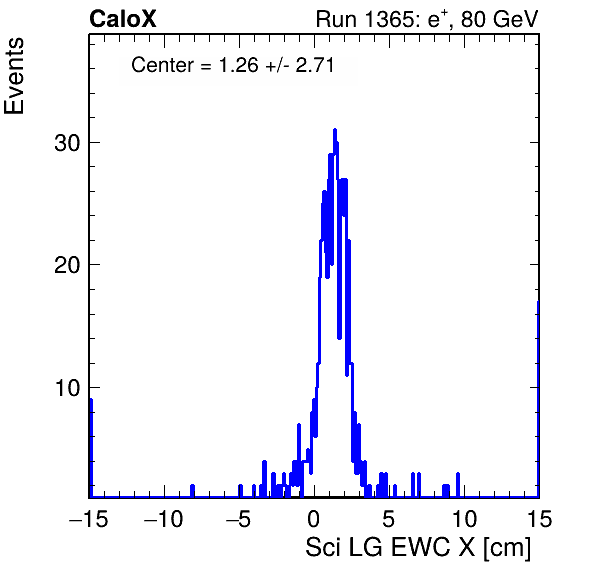 CaloX Run 1365: e⁺, 80 GeV
Center = 1.26 +/- 2.71
Events
30
20
10
−15 −10 −5 0 5 10 15
Sci LG EWC X [cm]